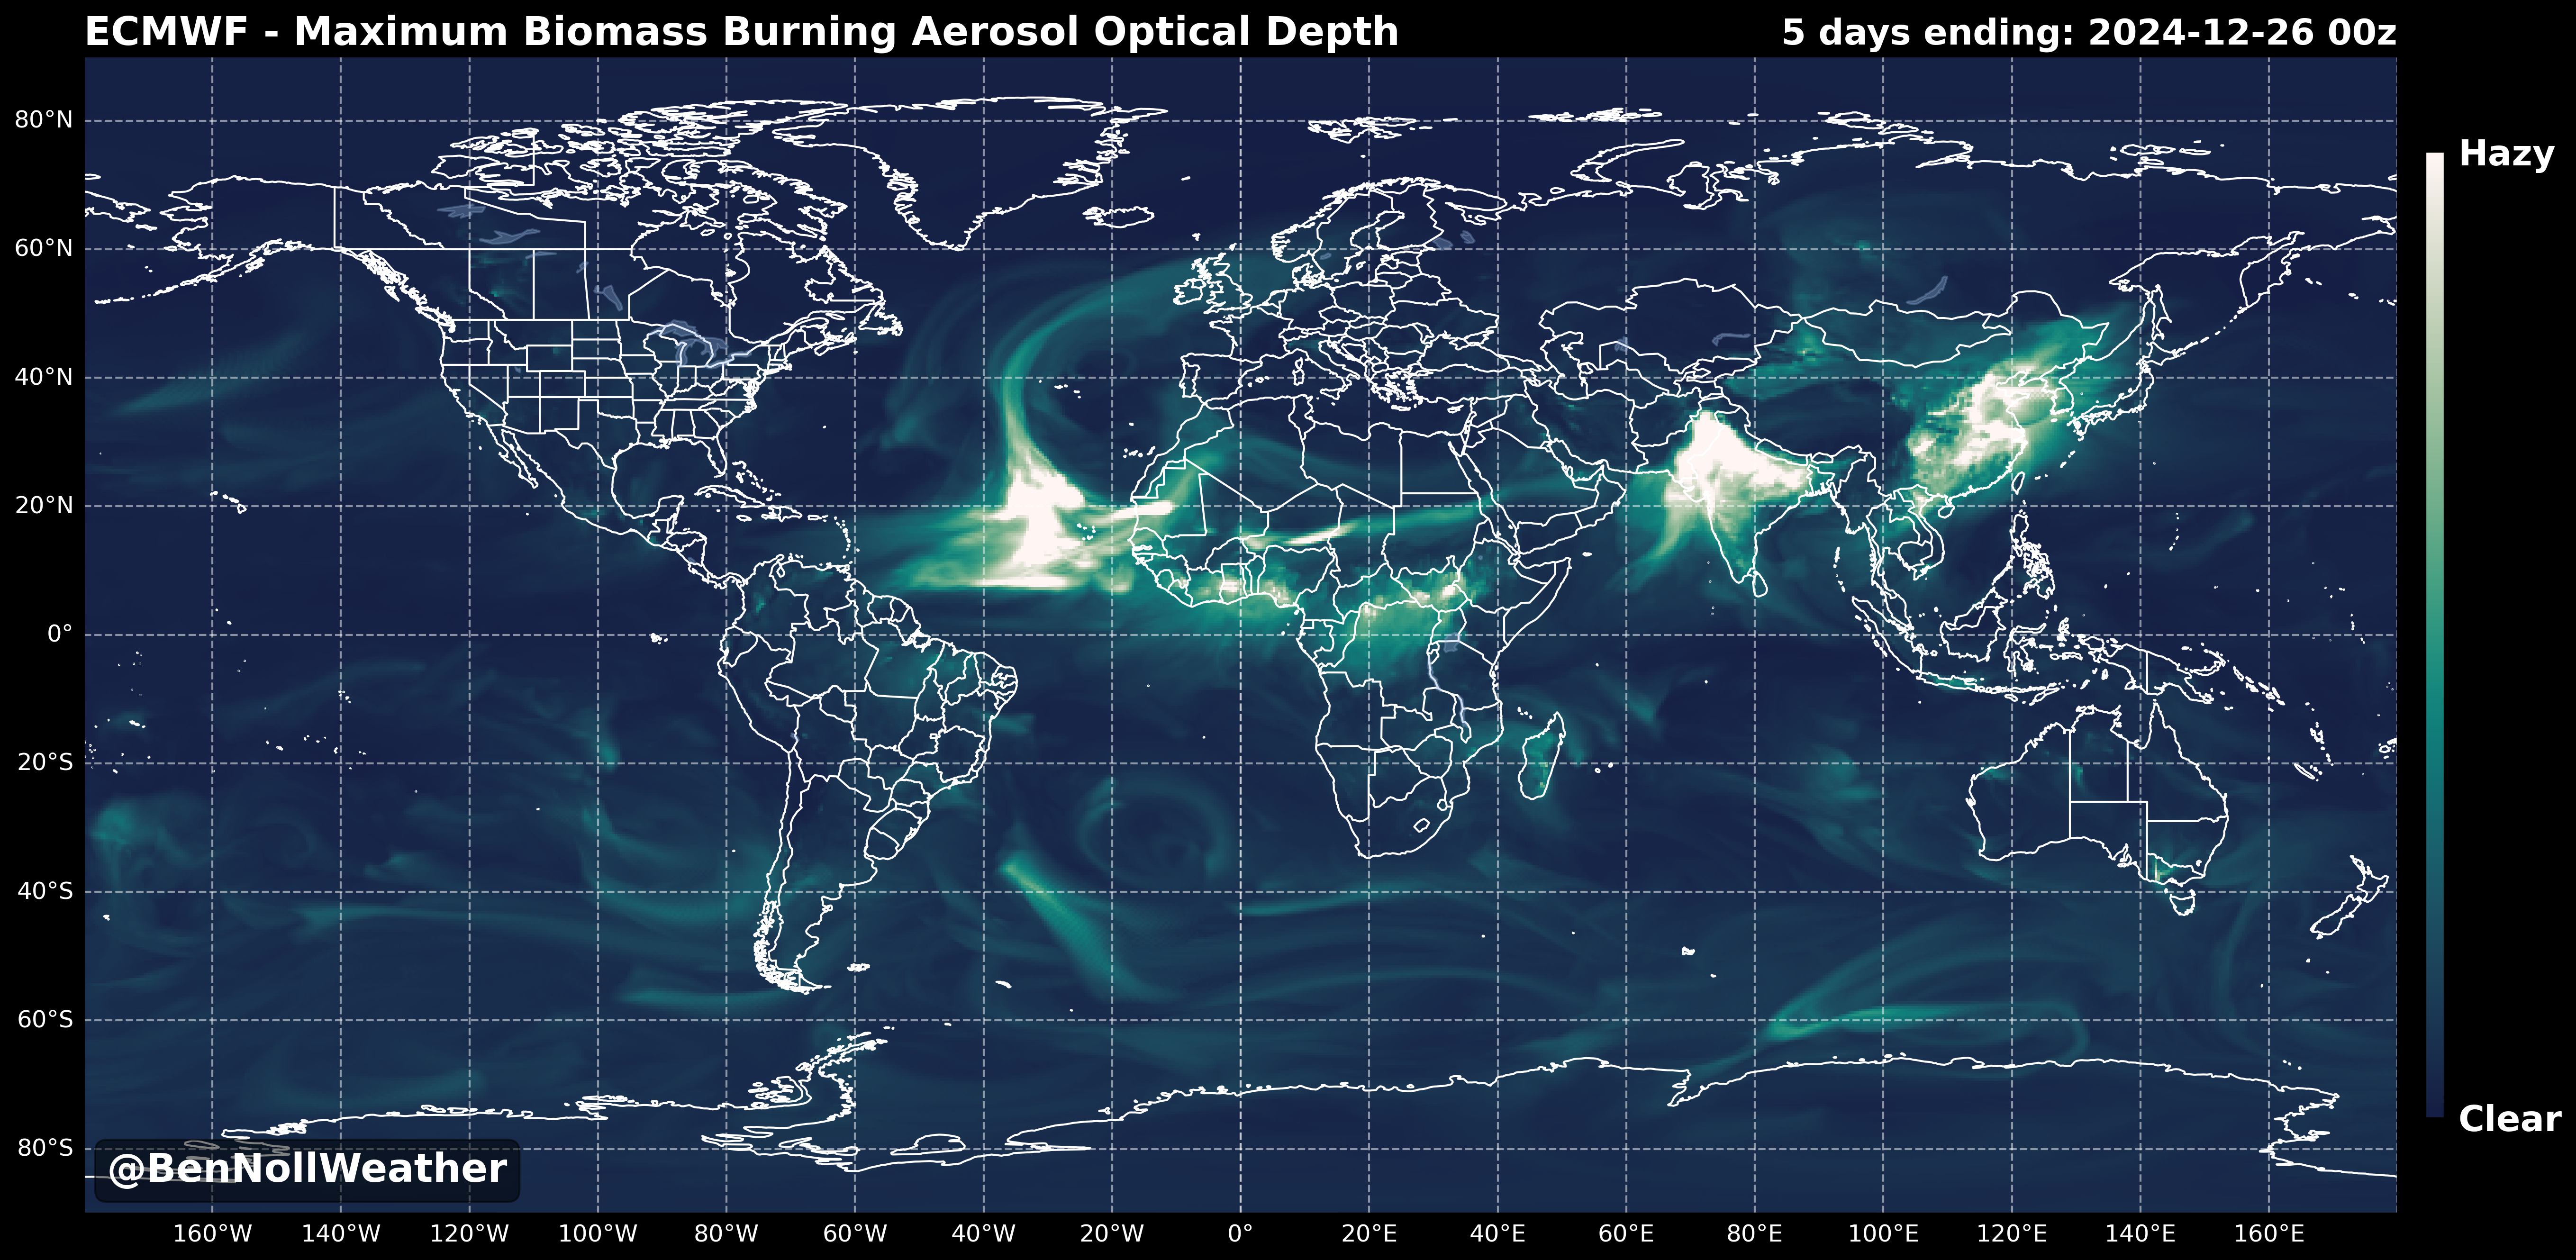 ECMWF - Maximum Biomass Burning Aerosol Optical Depth
5 days ending: 2024-12-26 00z
80°N
60°N
40°N
20°N
0°
20°S
40°S
60°S
80°S
Hazy
Clear
@BenNollWeather
160°W 140°W 120°W 100°W 80°W 60°W 40°W 20°W 0° 20°E 40°E 60°E 80°E 100°E 120°E 140°E 160°E